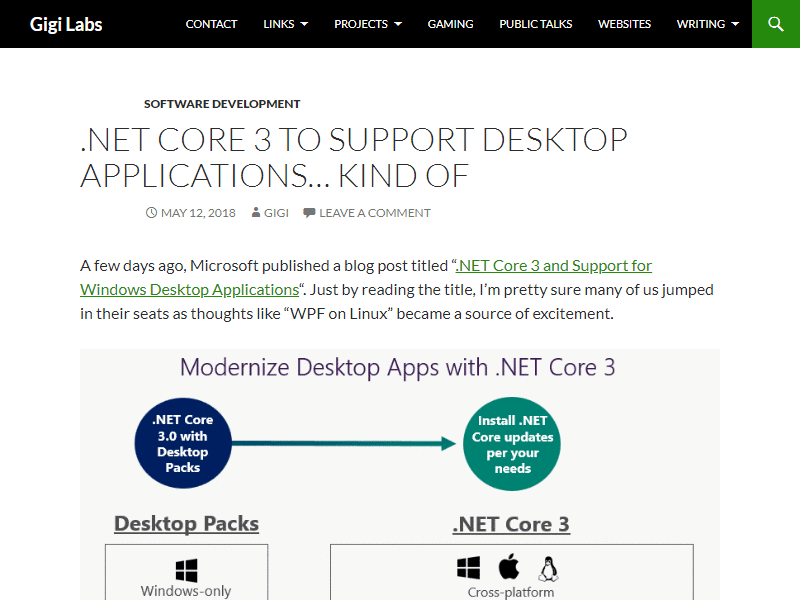 Gigi Labs
CONTACT
LINKS
PROJECTS
GAMING
PUBLIC TALKS
WEBSITES
WRITING
SOFTWARE DEVELOPMENT
.NET CORE 3 TO SUPPORT DESKTOP
APPLICATIONS... KIND OF
MAY 12, 2018 GIGI LEAVE A COMMENT
A few days ago, Microsoft published a blog post titled “.NET Core 3 and Support for
Windows Desktop Applications“. Just by reading the title, I’m pretty sure many of us jumped
in their seats as thoughts like “WPF on Linux” became a source of excitement.
Modernize Desktop Apps with .NET Core 3
.NET Core
3.0 with
Desktop
Packs
Install .NET
Core updates
per your
needs
Desktop Packs
.NET Core 3
Windows-only
Cross-platform